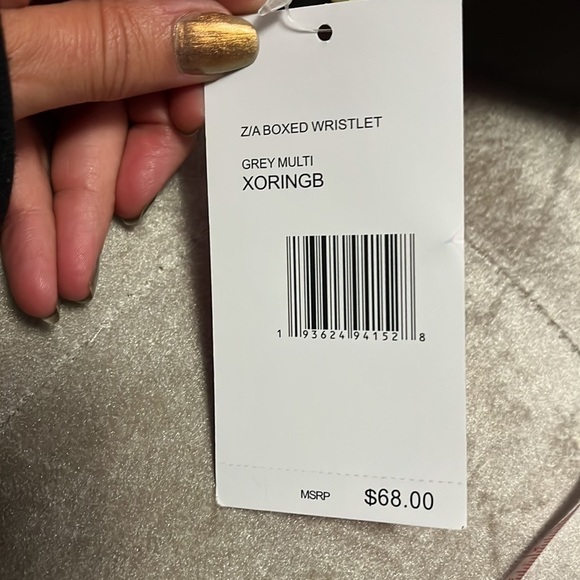 Z/A BOXED WRISTLET
GREY MULTI
XORINGB
1 93624 94152 8
MSRP $68.00